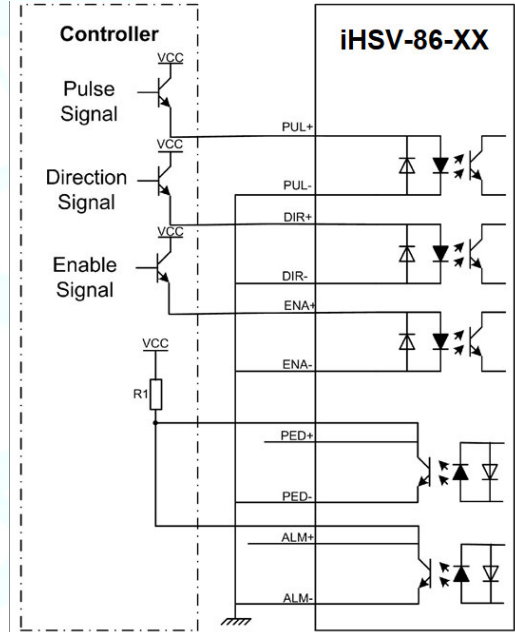 Controller
iHSV-86-XX
VCC
Pulse
Signal
PUL+
VCC
PUL-
Direction
Signal
DIR+
VCC
Enable
Signal
DIR-
ENA+
VCC
ENA-
R1
PED+
PED-
ALM+
ALM-